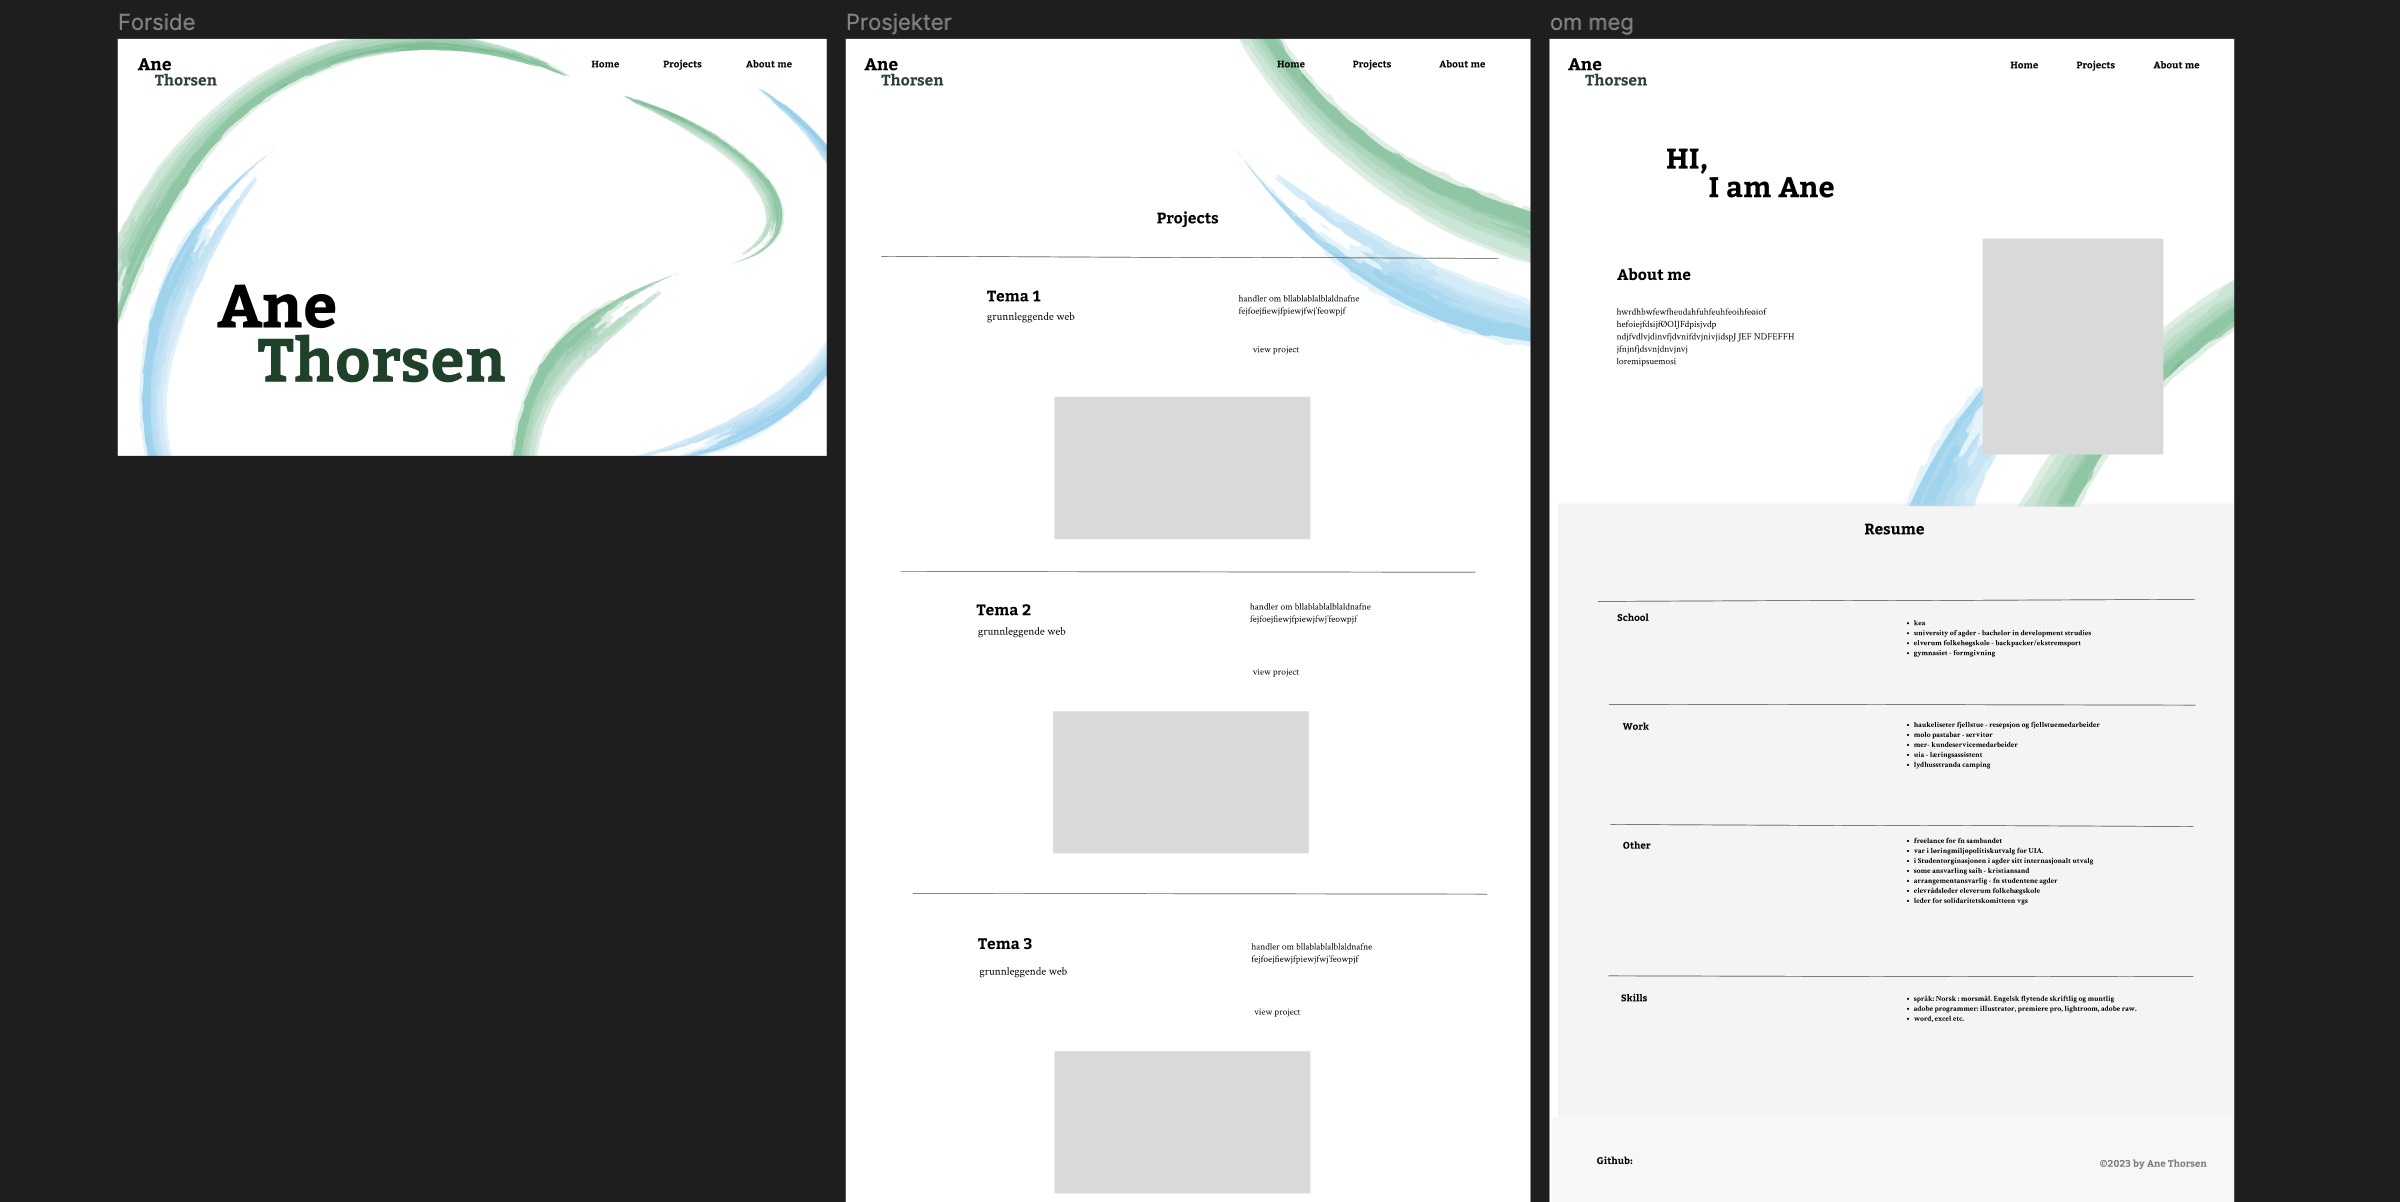 Forside
Ane
Thorsen
Home Projects About me
Ane
Thorsen
Prosjekter
Ane
Thorsen
Home Projects About me
Projects
Tema 1
grunnleggende web
handler om bllablablalblaldnafne
fejfoejfiewjfpiewjfwj'feowpjf
view project
Tema 2
grunnleggende web
handler om bllablablalblaldnafne
fejfoejfiewjfpiewjfwj'feowpjf
view project
Tema 3
grunnleggende web
handler om bllablablalblaldnafne
fejfoejfiewjfpiewjfwj'feowpjf
view project
om meg
Ane
Thorsen
Home Projects About me
HI,
I am Ane
About me
hwrdhbwfewfheudahfuhfeuhfeoihfeøiof
hefoiejfdsijfØOIJFdpisjvdp
ndjfvdlvjdinvfjdvnifdvjnivjidspJ JEF NDFEFFH
jfnjnfjdsvnjdnvjnvj
loremipsuemosi
Resume
School
• kea
• university of agder - bachelor in development strudies
• elverum folkehøgskole - backpacker/ekstremsport
• gymnasiet - formgivning
Work
• haukeliseter fjellstue - resepsjon og fjellstuemedarbeider
• molo pastabar - servitør
• mer- kundeservicemedarbeider
• uia - læringsassistent
• lydhusstranda camping
Other
• freelance for fn sambandet
• var i løringmiljøpolitiskutvalg for UIA.
• i Studentorginasjonen i agder sitt internasjonalt utvalg
• some ansvarling saih - kristiansand
• arrangementansvarlig - fn studentene agder
• elevrådsleder eleverum folkehøgskole
• leder for solidaritetskomitteen vgs
Skills
• språk: Norsk : morsmål. Engelsk flytende skriftlig og muntlig
• adobe programmer: illustrator, premiere pro, lightroom, adobe raw.
• word, excel etc.
Github:
©2023 by Ane Thorsen